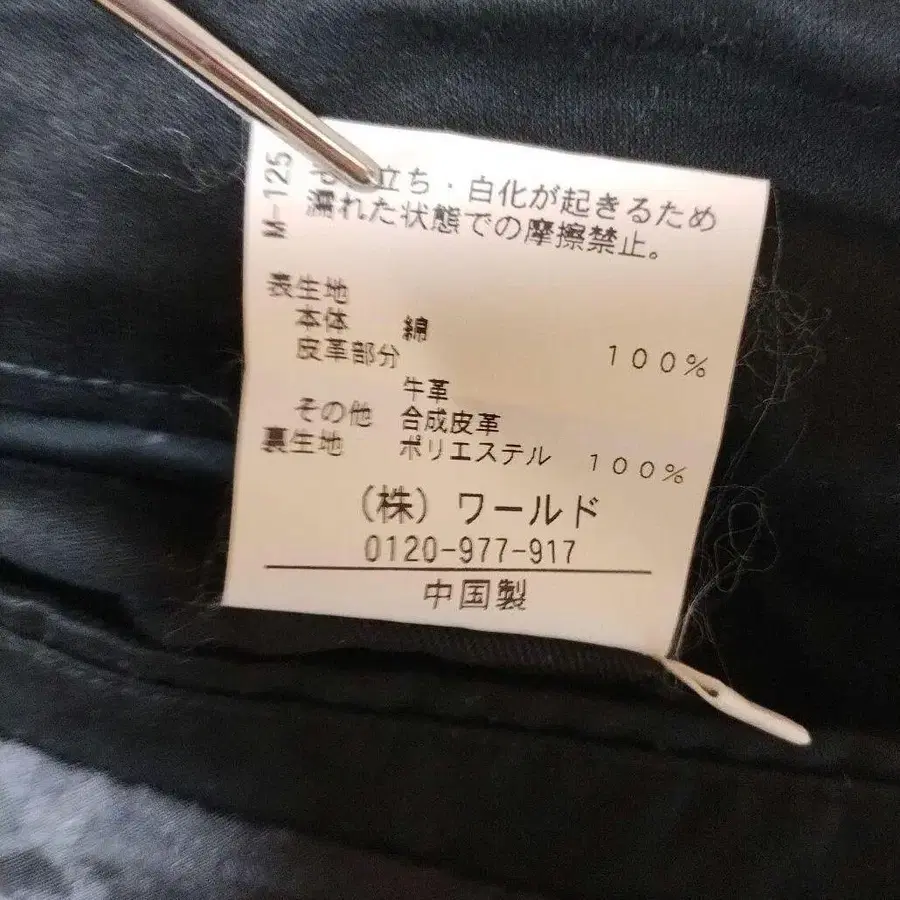 M-125
立ち・白化が起きるため
濡れた状態での摩擦禁止。
表生地
本体 綿 100%
皮革部分
牛革
その他 合成皮革
裏生地 ポリエステル 100%
(株)ワールド
0120-977-917
中国製